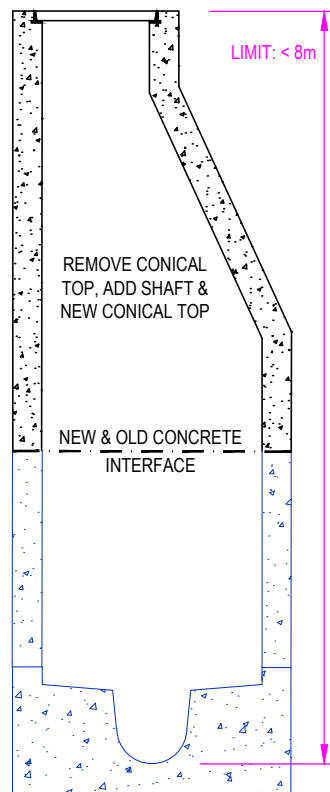 LIMIT: < 8m
REMOVE CONICAL
TOP, ADD SHAFT &
NEW CONICAL TOP
NEW & OLD CONCRETE
INTERFACE